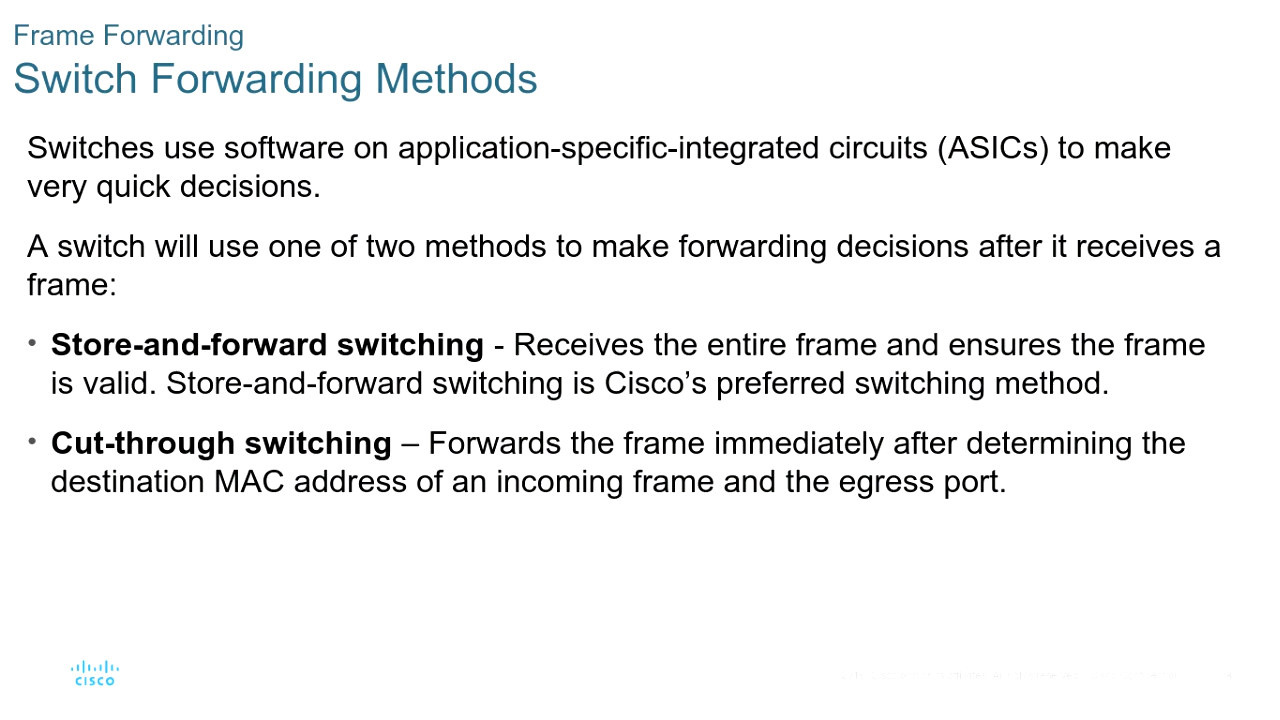 Frame Forwarding
Switch Forwarding Methods
Switches use software on application-specific-integrated circuits (ASICs) to make
very quick decisions.
A switch will use one of two methods to make forwarding decisions after it receives a
frame:
• Store-and-forward switching - Receives the entire frame and ensures the frame
is valid. Store-and-forward switching is Cisco’s preferred switching method.
• Cut-through switching – Forwards the frame immediately after determining the
destination MAC address of an incoming frame and the egress port.
CISCO